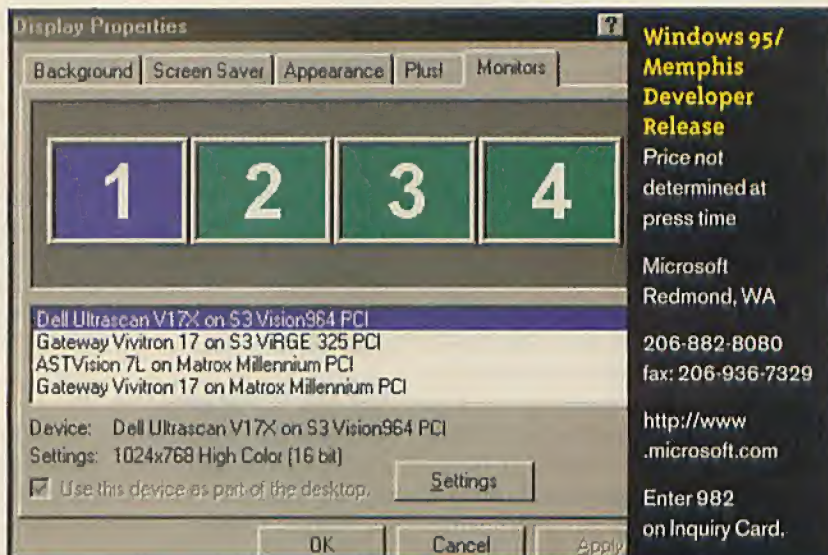 Display Properties
?
Background
Screen Saver
Appearance
Plus!
Monitors
1
2
3
4
Dell Ultrascan V17X on S3 Vision964 PCI
Gateway Vivitron 17 on S3 ViRGE 325 PCI
ASTVision 7L on Matrox Millennium PCI
Gateway Vivitron 17 on Matrox Millennium PCI
Device: Dell Ultrascan V17X on S3 Vision964 PCI
Settings: 1024x768 High Color (16 bit)
Use this device as part of the desktop.
Settings
OK
Cancel
Apply
Windows 95/
Memphis
Developer
Release
Price not
determined at
press time
Microsoft
Redmond, WA
206-882-8080
fax: 206-936-7329
http://www
.microsoft.com
Enter 982
on Inquiry Card.